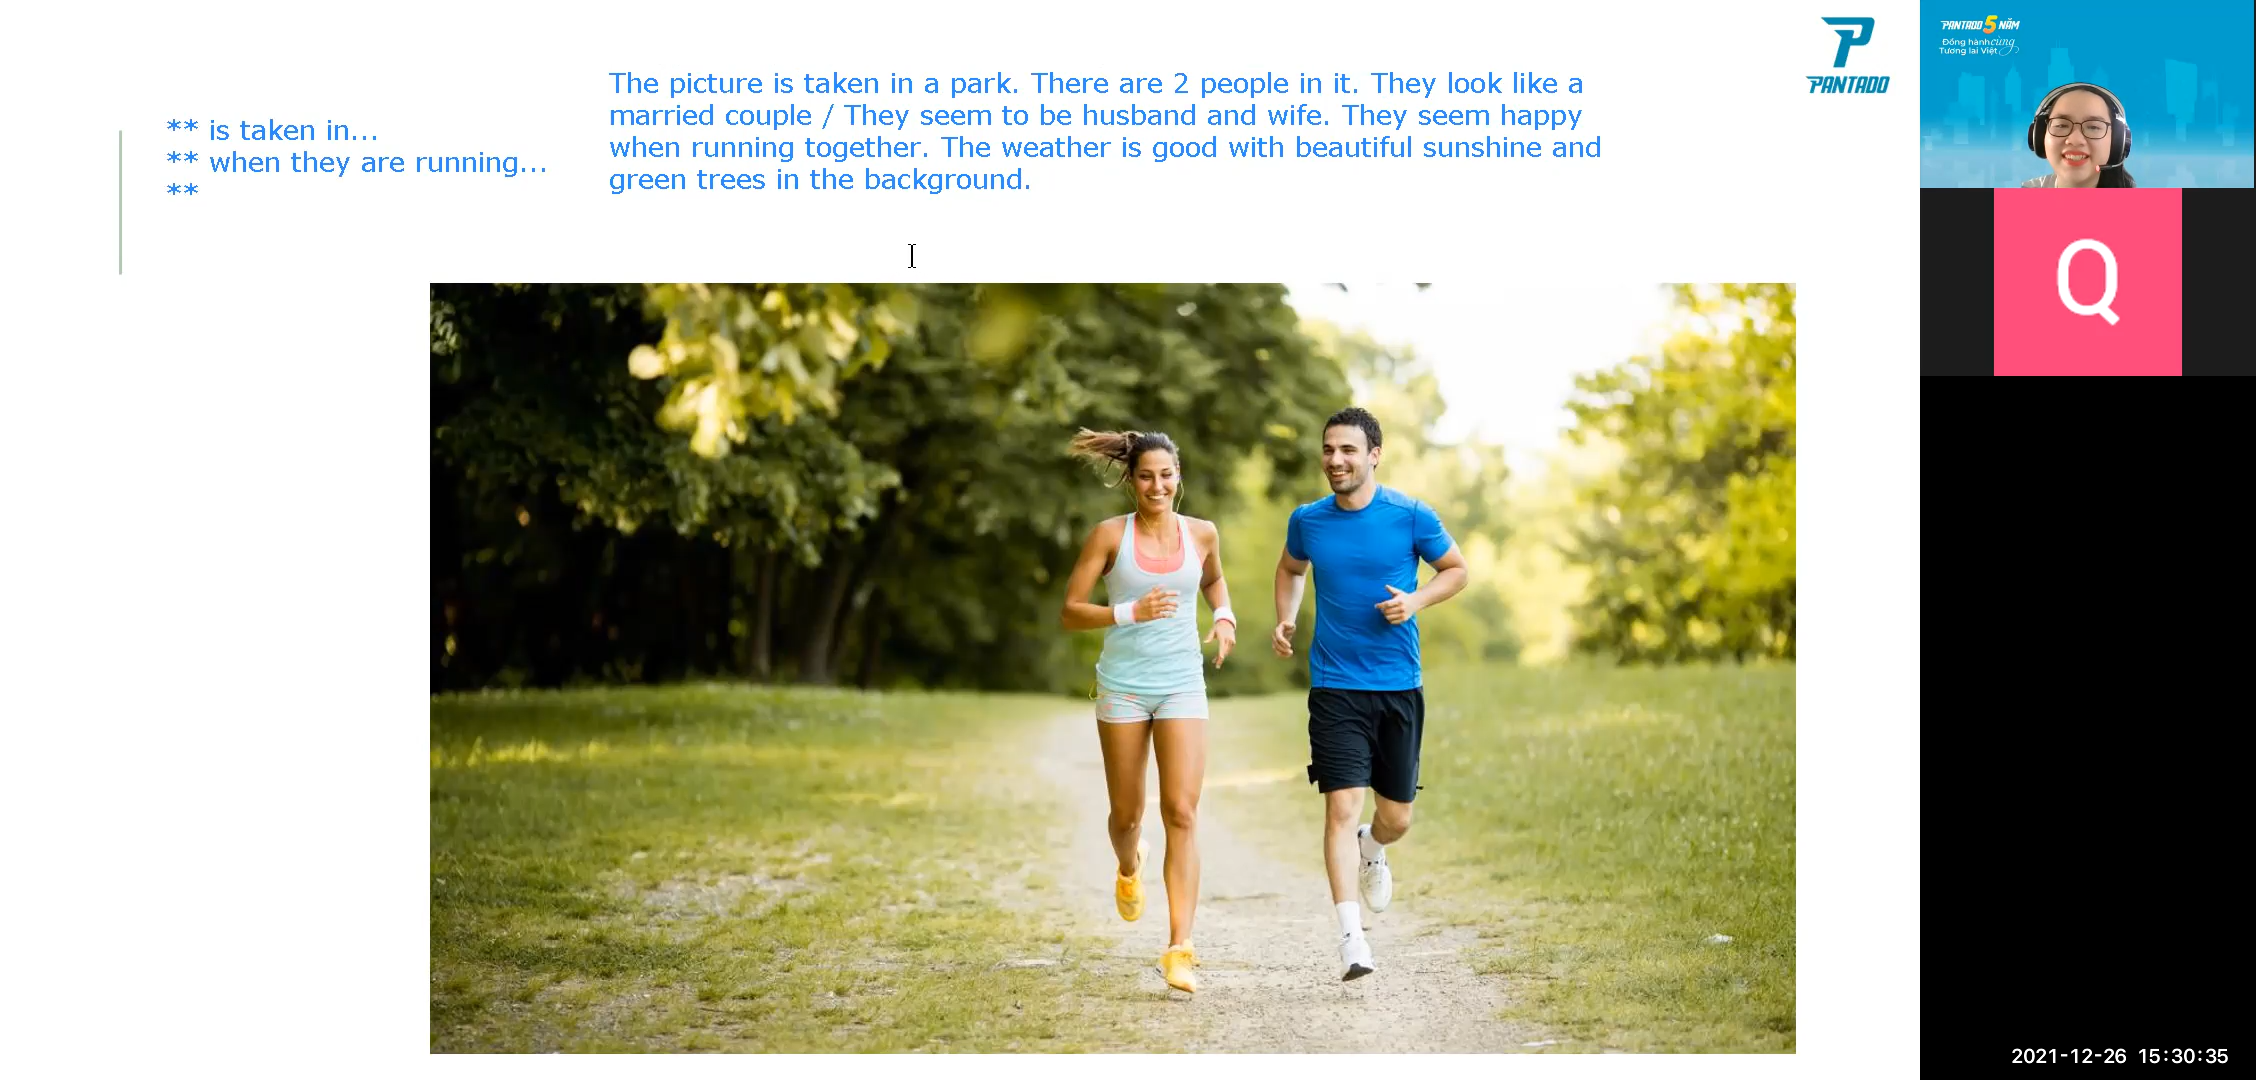 ** is taken in...
** when they are running...
**
The picture is taken in a park. There are 2 people in it. They look like a
married couple / They seem to be husband and wife. They seem happy
when running together. The weather is good with beautiful sunshine and
green trees in the background.
PANTADO
PANTADO 5 NĂM
Đồng hành cùng
Tương lai Việt
Q
2021-12-26 15:30:35